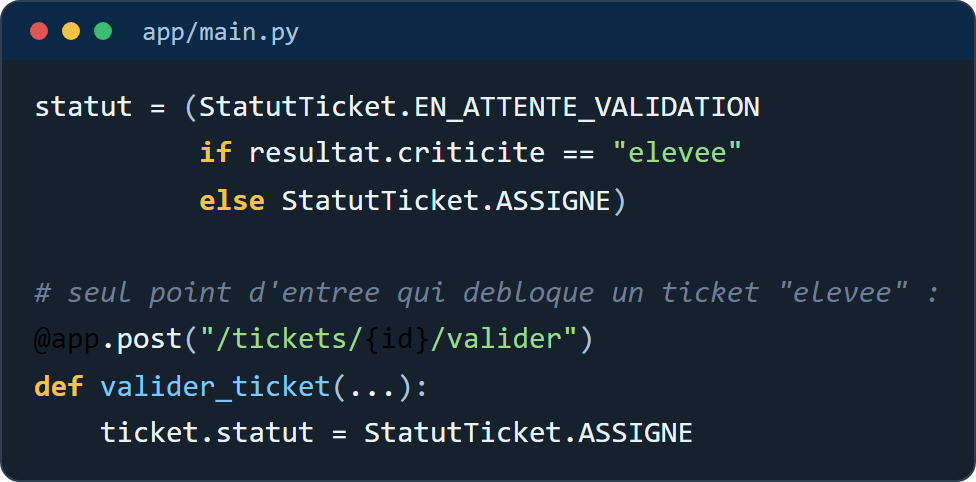 app/main.py
statut = (StatutTicket.EN_ATTENTE_VALIDATION
          if resultat.criticite == "elevee"
          else StatutTicket.ASSIGNE)
# seul point d'entree qui debloque un ticket "elevee" :
@app.post("/tickets/{id}/valider")
def valider_ticket(...):
    ticket.statut = StatutTicket.ASSIGNE